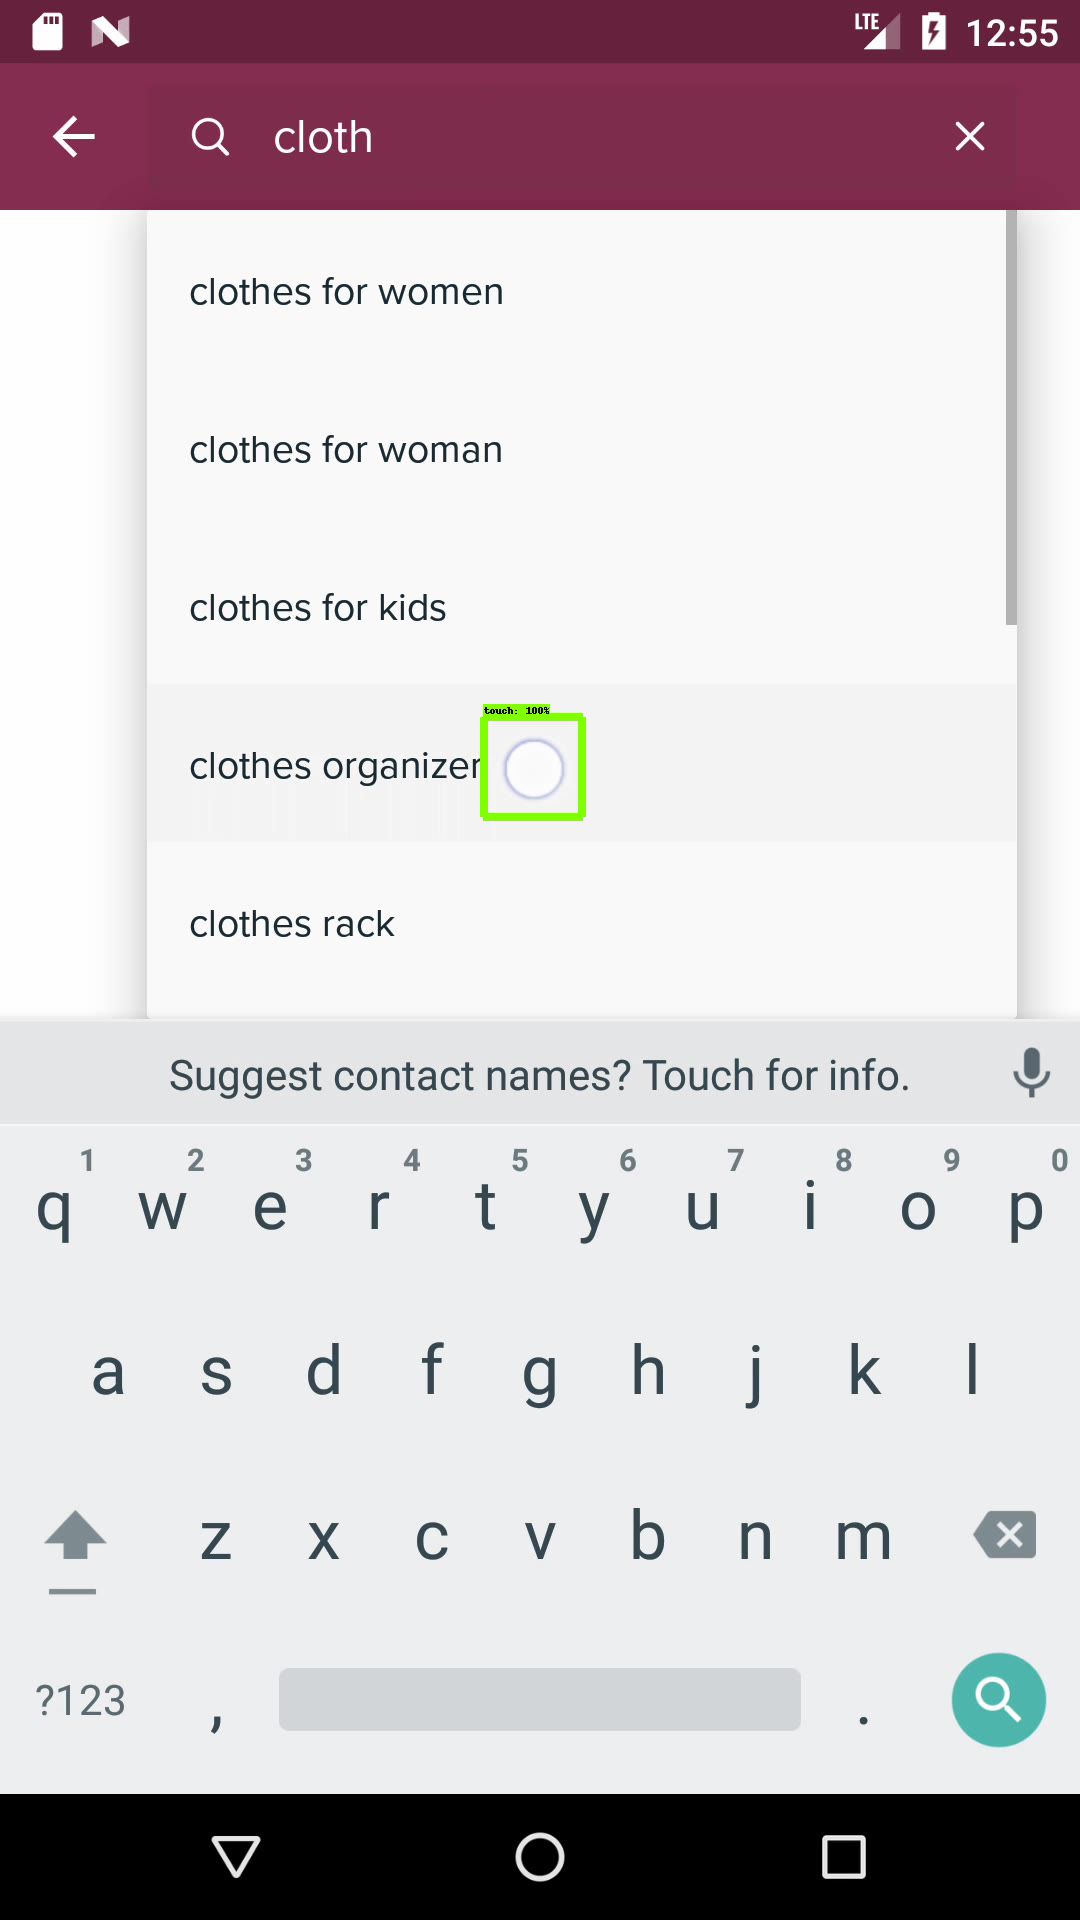 LTE 12:55
cloth
clothes for women
clothes for woman
clothes for kids
touch: 100%
clothes organizer
clothes rack
Suggest contact names? Touch for info.
1 2 3 4 5 6 7 8 9 0
q w e r t y u i o p
a s d f g h j k l
z x c v b n m
?123 , .